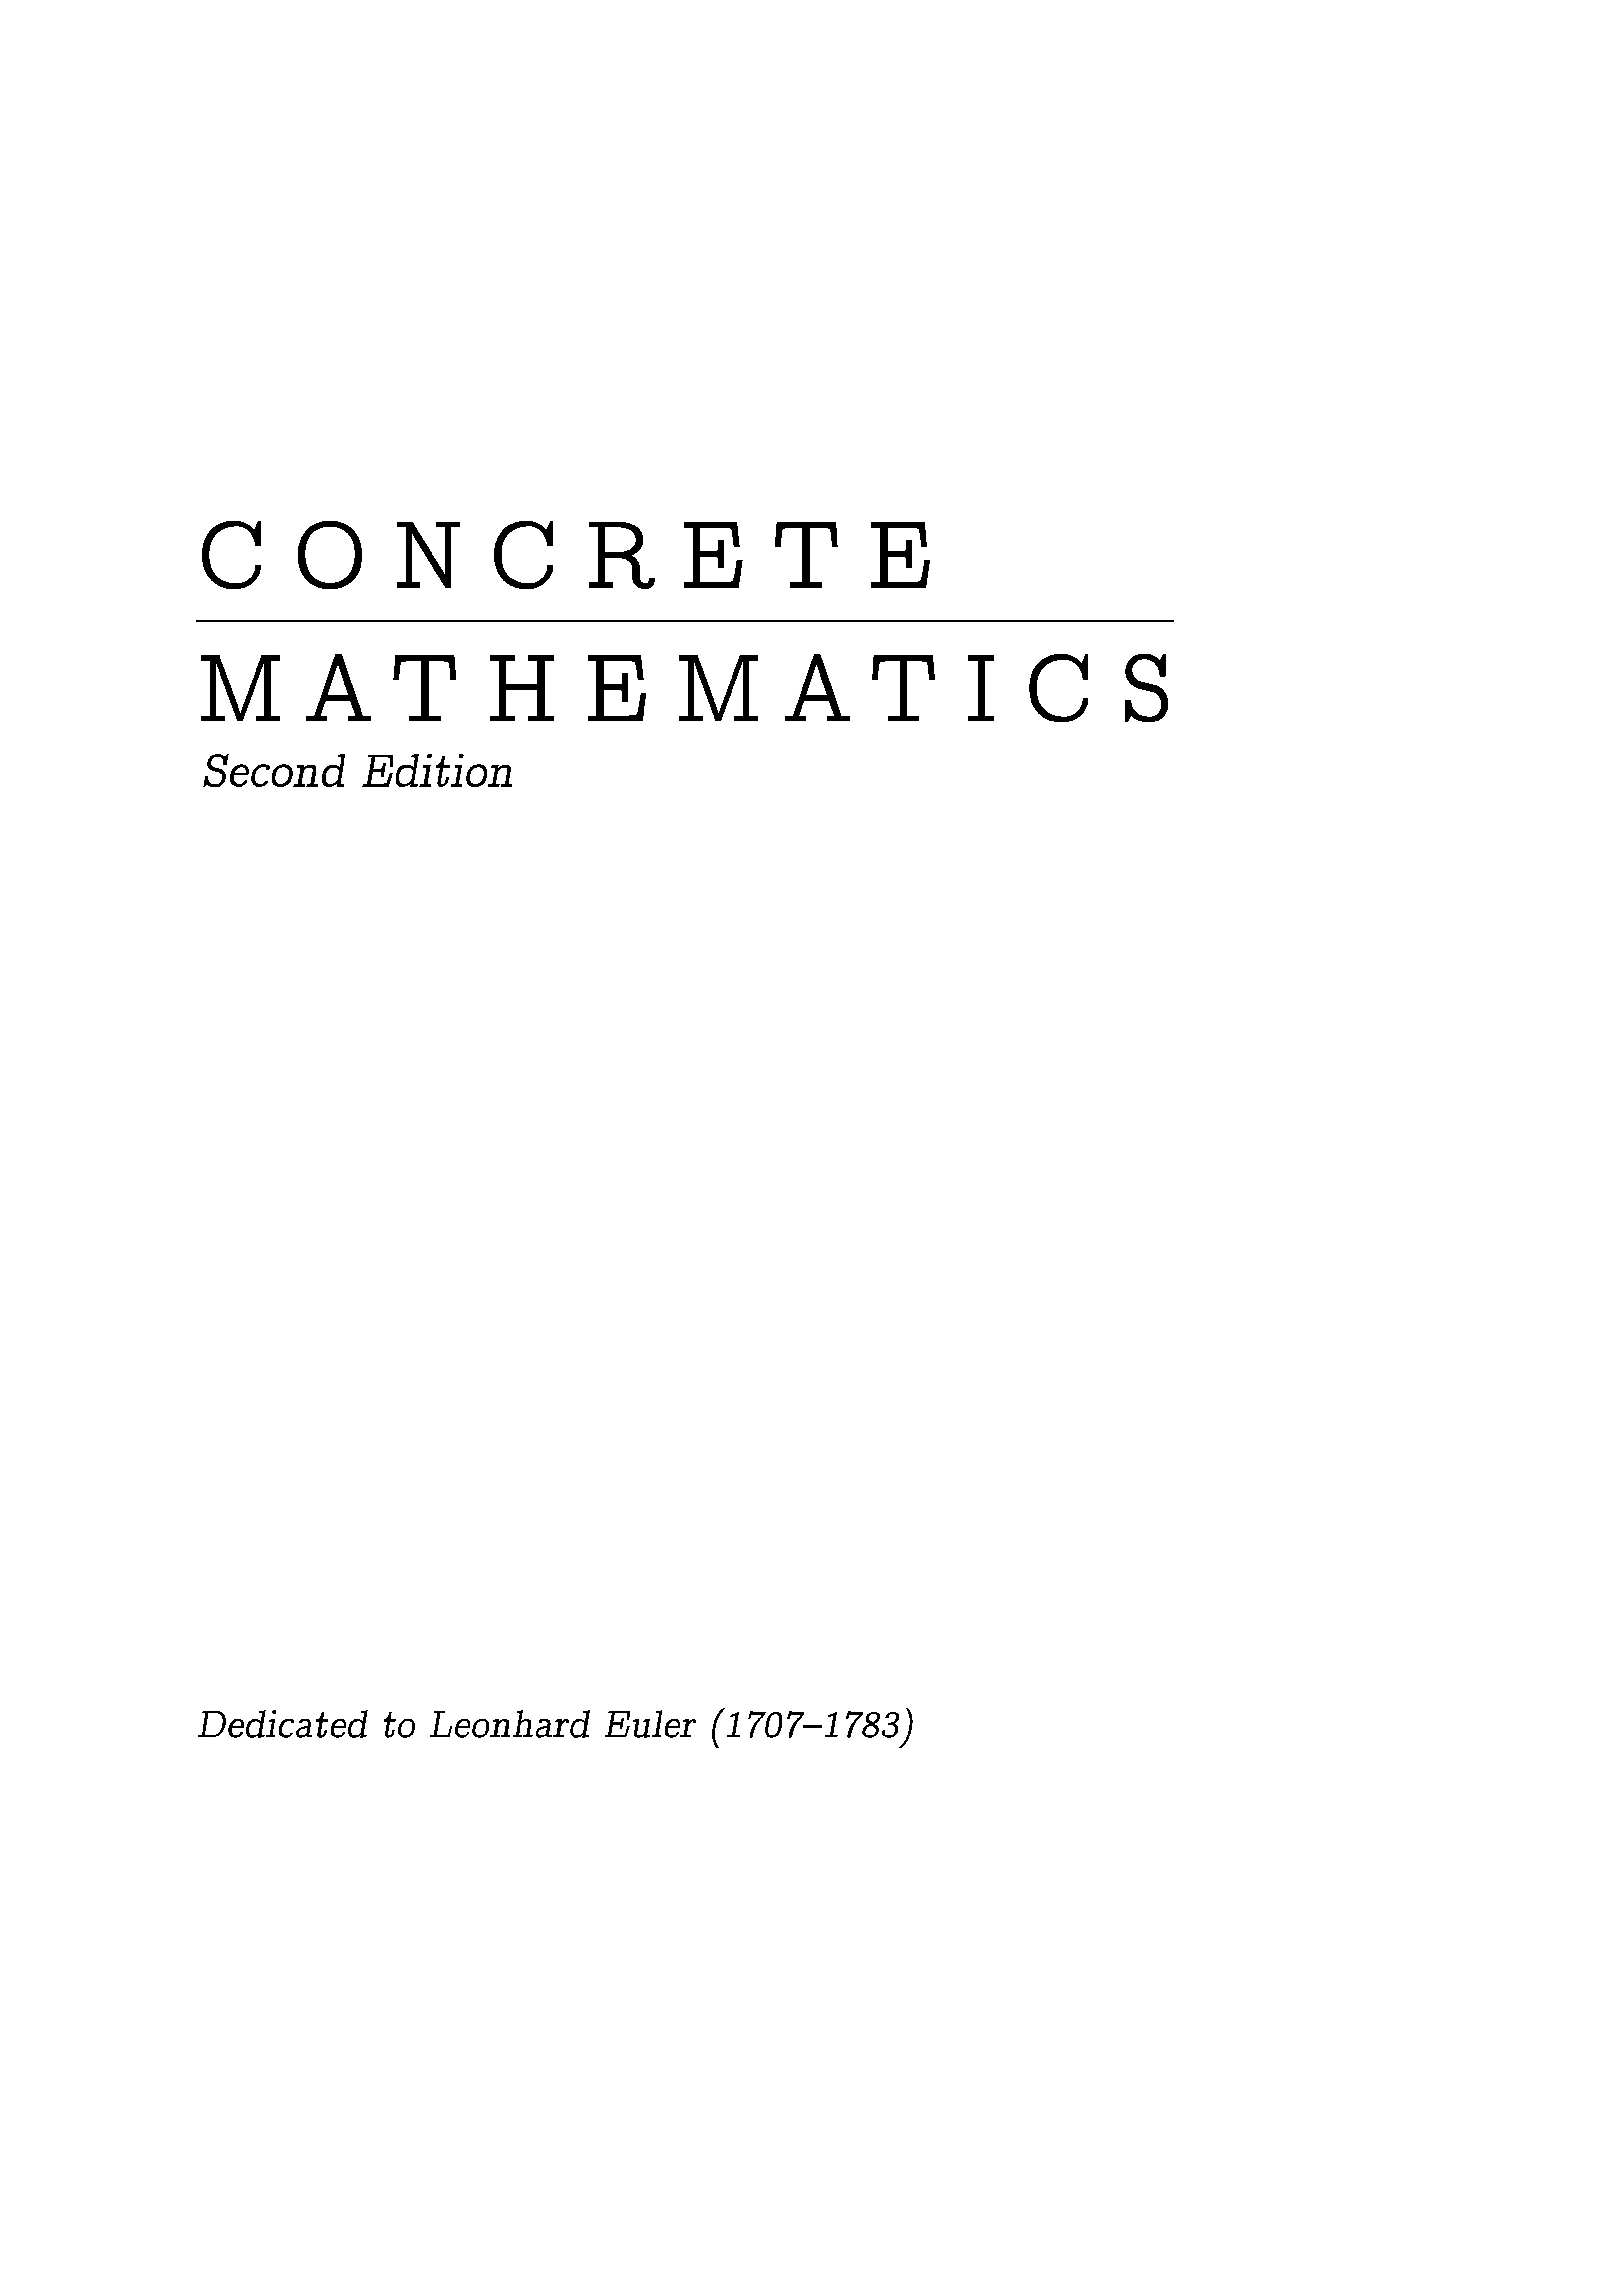 CONCRETE
MATHEMATICS
Second Edition
Dedicated to Leonhard Euler (1707–1783)